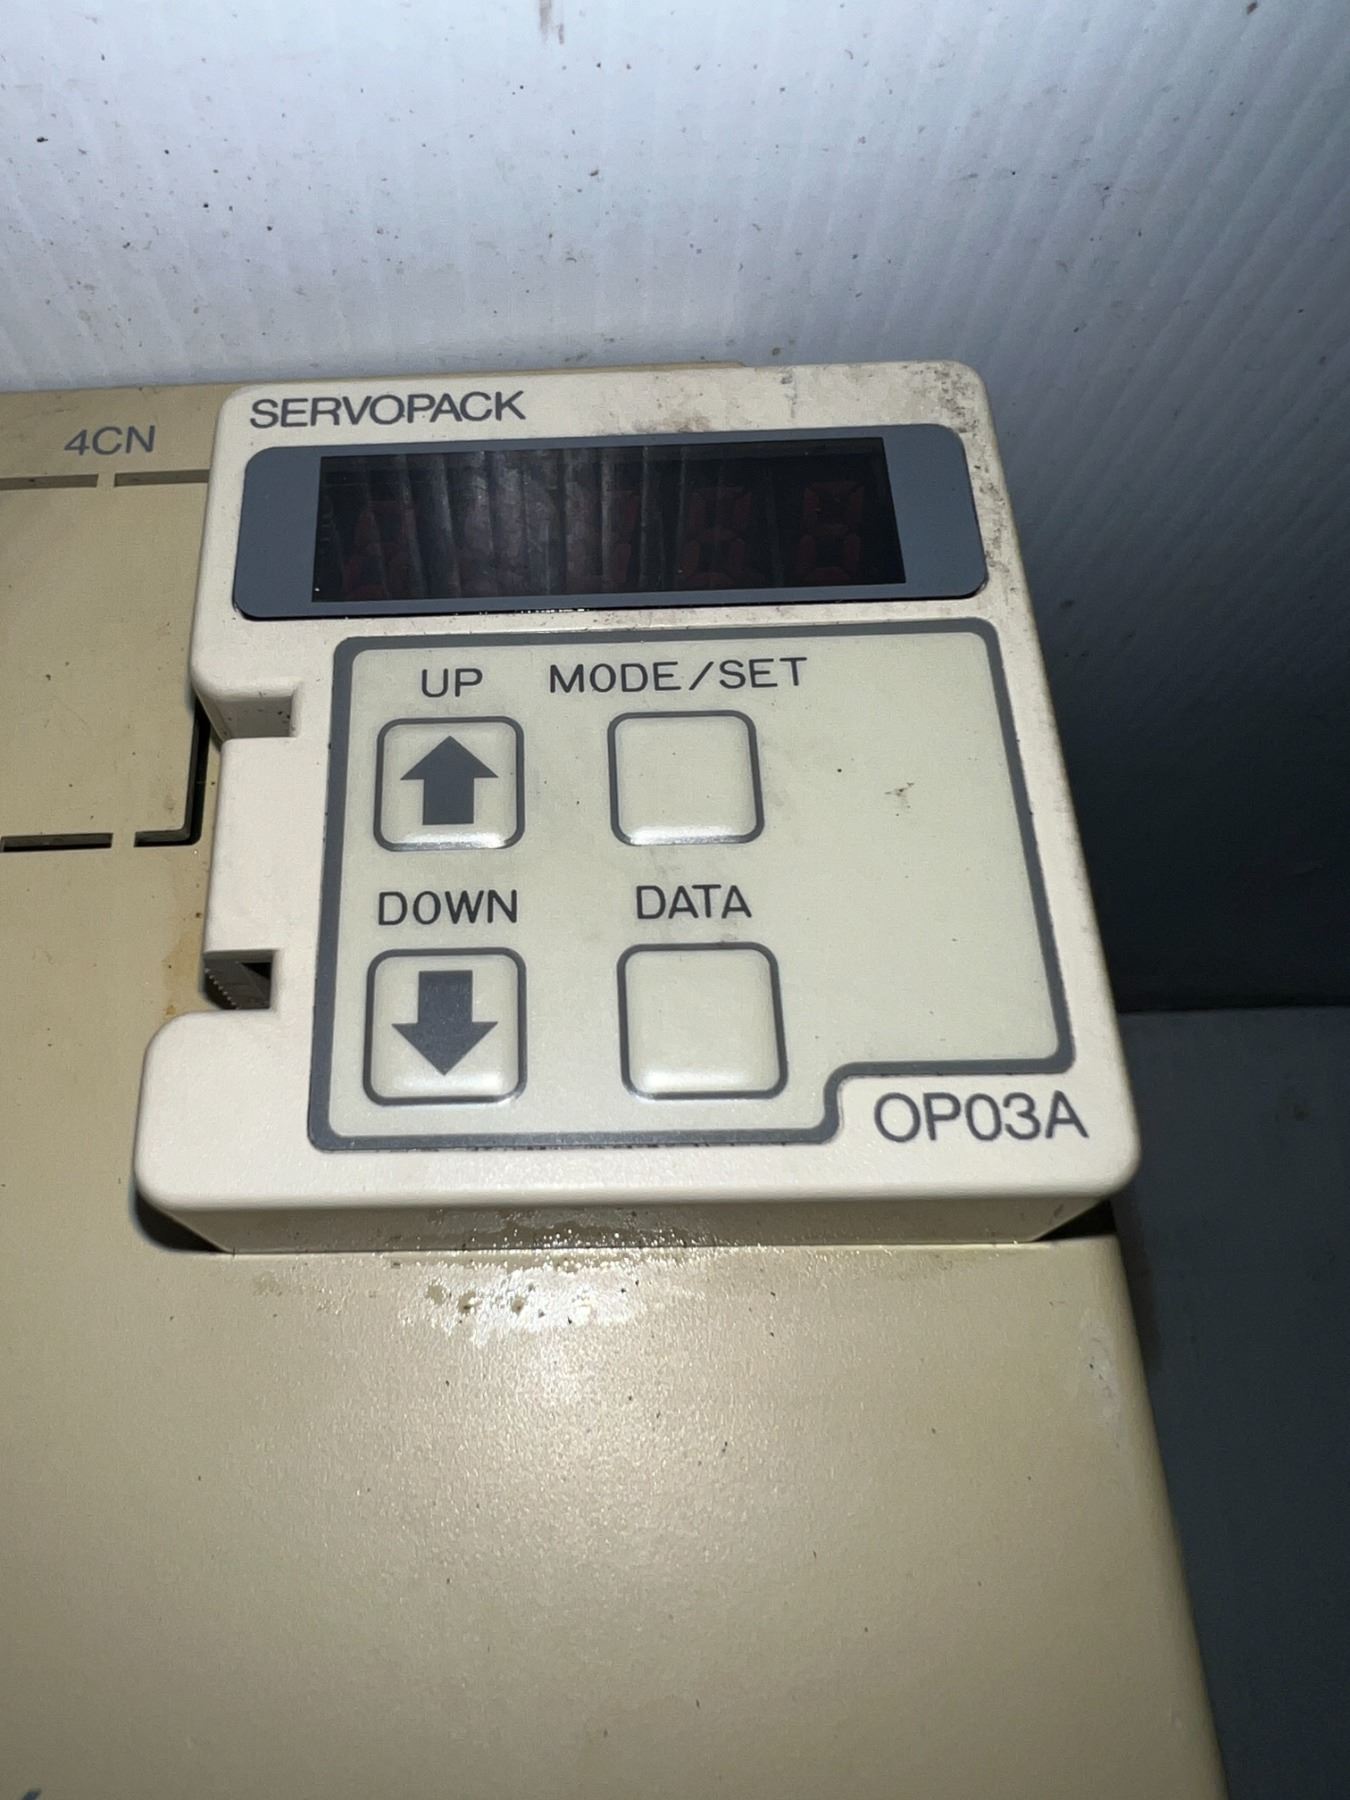 SERVOPACK
4CN
UP MODE/SET
DOWN DATA
OP03A